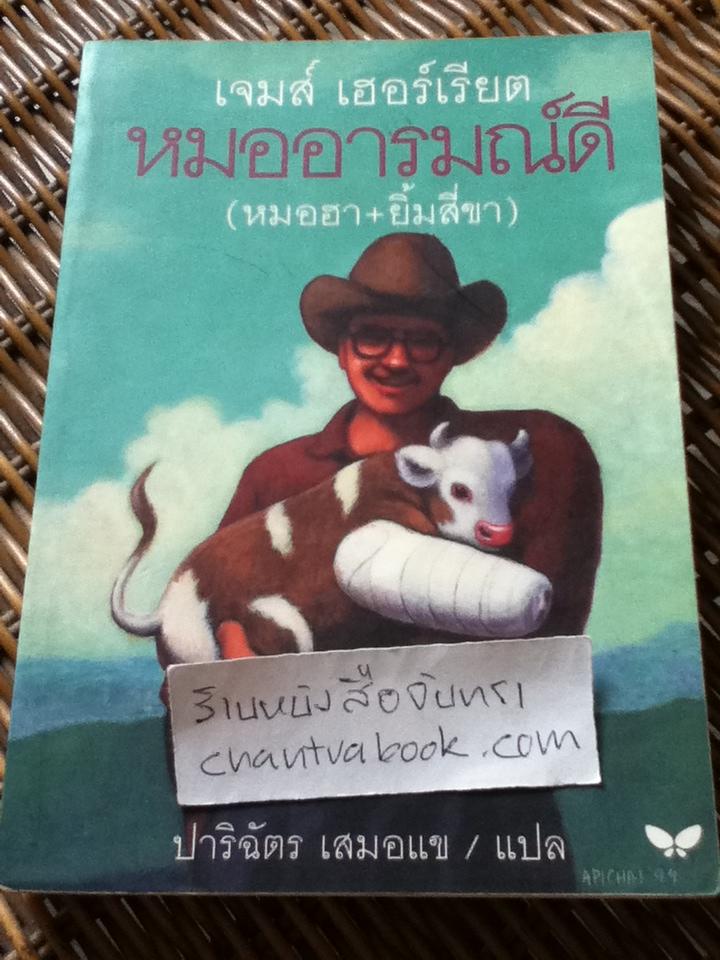 เจมส์ เฮอร์เรียต
หมออารมณ์ดี
(หมอฮา+ยิ้มสี่ขา)
ร้านหนังสือจันทรา
chantrabook.com
ปาริฉัตร เสมอแข / แปล
APICHAI '99